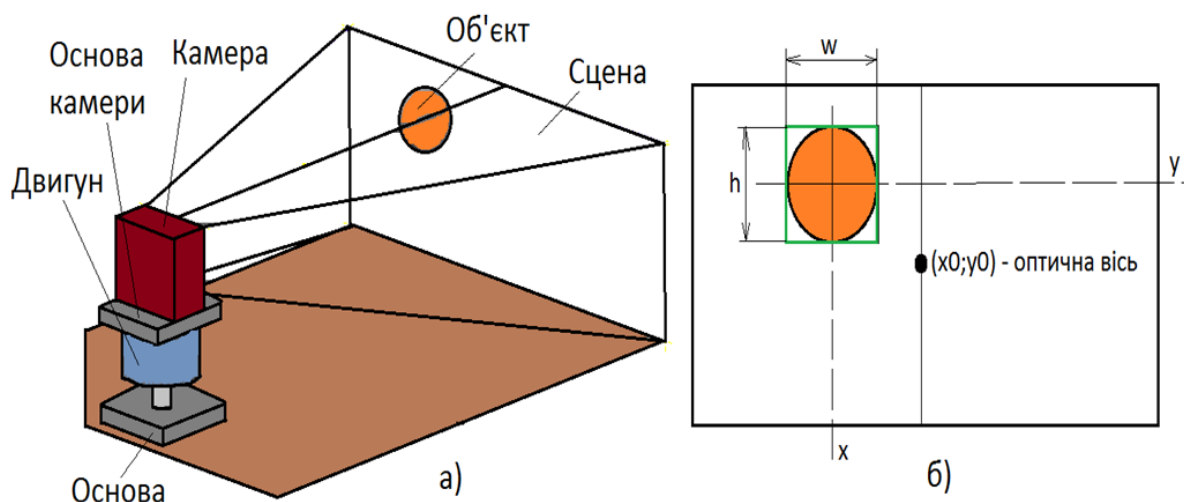 Основа
камери
Камера
Об'єкт
Сцена
Двигун
Основа
а)
w
h
y
(x0;y0) - оптична вісь
x
б)